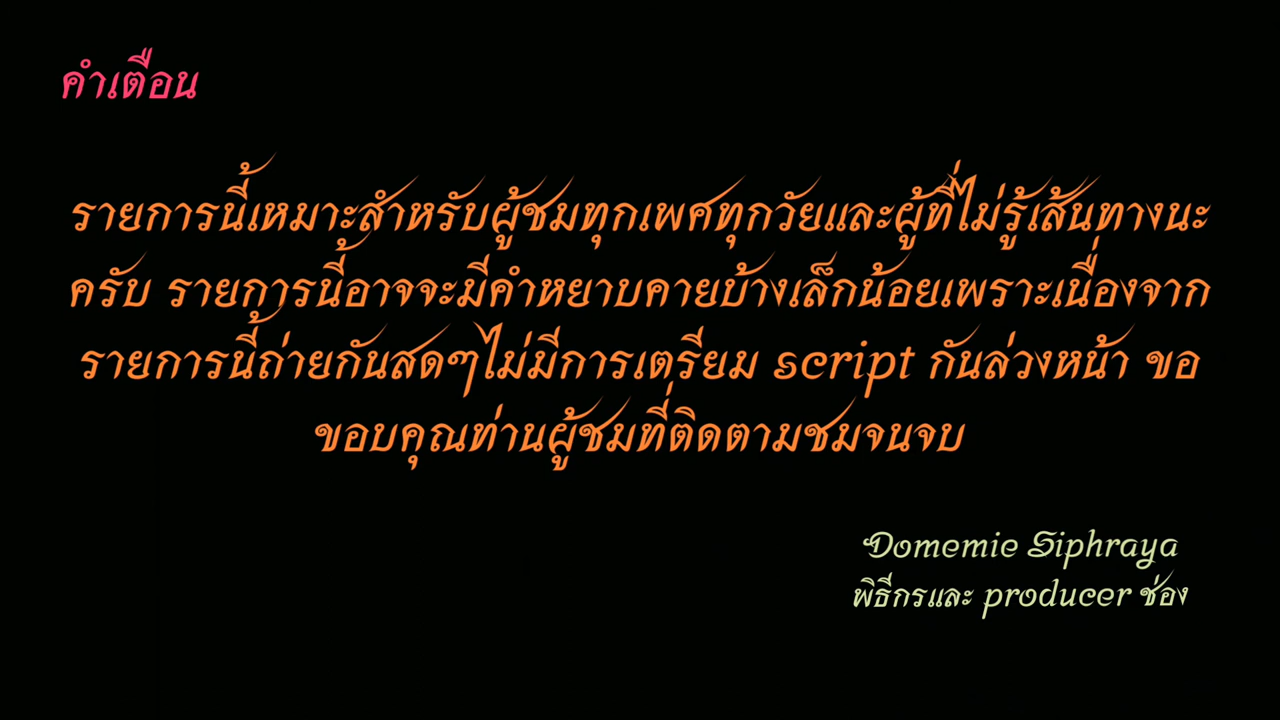 คำเตือน
รายการนี้เหมาะสำหรับผู้ชมทุกเพศทุกวัยและผู้ที่ไม่รู้เส้นทางนะ
ครับ รายการนี้อาจจะมีคำหยาบคายบ้างเล็กน้อยเพราะเนื่องจาก
รายการนี้ถ่ายกันสดๆไม่มีการเตรียม script กันล่วงหน้า ขอ
ขอบคุณท่านผู้ชมที่ติดตามชมจนจบ
Domemie Siphraya
พิธีกรและ producer ช่อง